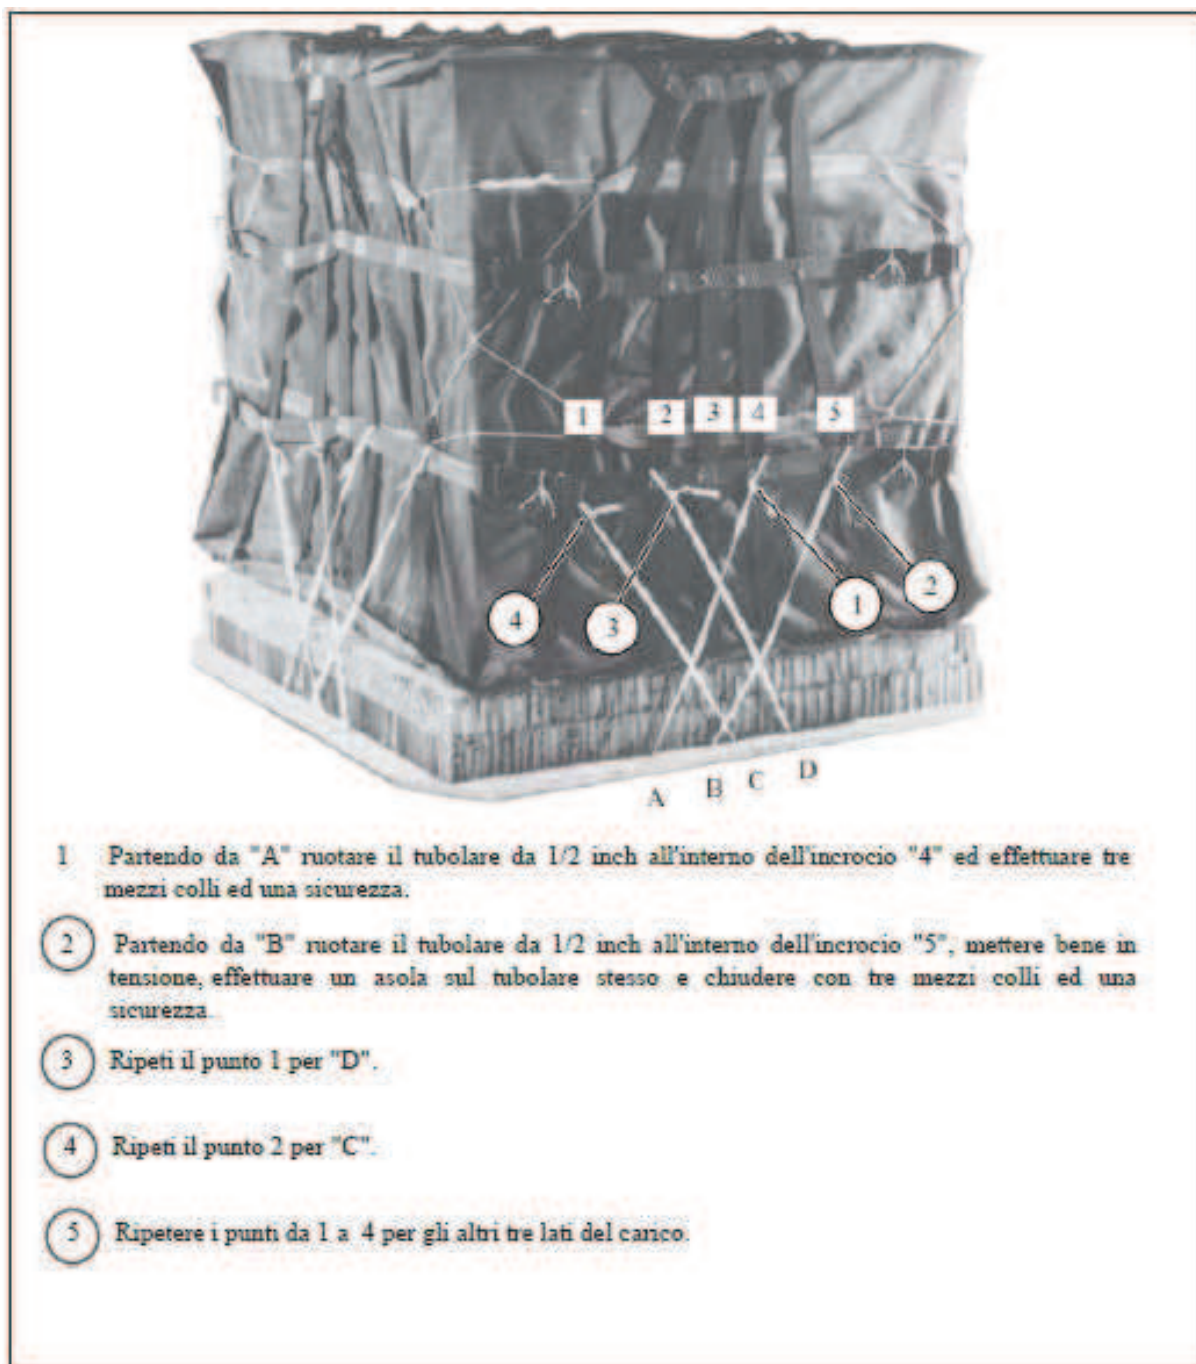 1 2 3 4 5
4 3 1 2
A B C D
1 Partendo da "A" ruotare il tubolare da 1/2 inch all'interno dell'incrocio "4" ed effettuare tre
mezzi colli ed una sicurezza.
2 Partendo da "B" ruotare il tubolare da 1/2 inch all'interno dell'incrocio "5", mettere bene in
tensione, effettuare un asola sul tubolare stesso e chiudere con tre mezzi colli ed una
sicurezza.
3 Ripeti il punto 1 per "D".
4 Ripeti il punto 2 per "C".
5 Ripetere i punti da 1 a 4 per gli altri tre lati del carico.